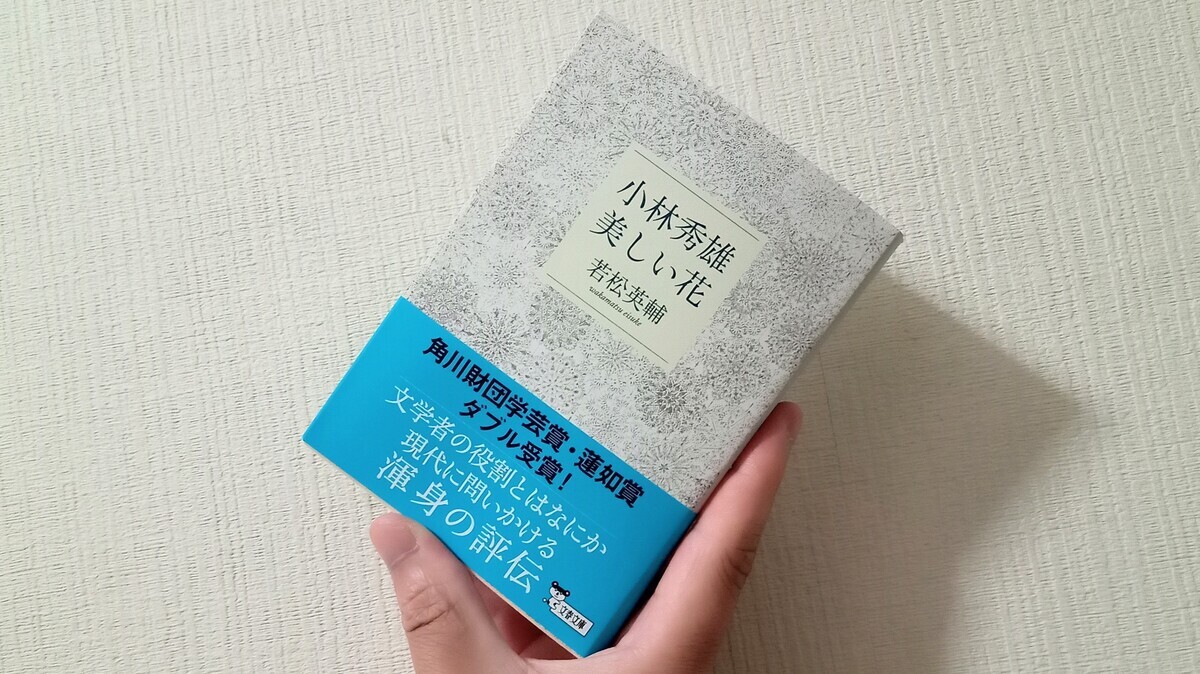 小林秀雄
美しい花
若松英輔
wakamatsu eisuke
角川財団学芸賞・蓮如賞
ダブル受賞！
文学者の役割とはなにか
現代に問いかける
渾身の評伝
文春文庫